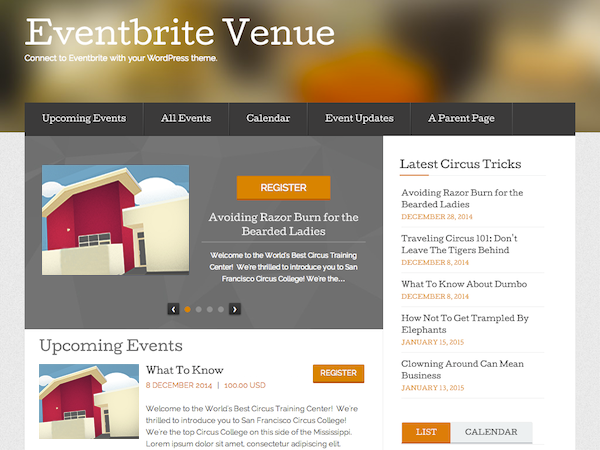 Eventbrite Venue
Connect to Eventbrite with your WordPress theme.
Upcoming Events
All Events
Calendar
Event Updates
A Parent Page
REGISTER
Avoiding Razor Burn for the
Bearded Ladies
Welcome to the World's Best Circus Training
Center! We're thrilled to introduce you to San
Francisco Circus College! We're the...
Upcoming Events
What To Know
REGISTER
8 DECEMBER 2014 | 100.00 USD
Welcome to the World's Best Circus Training Center! We're
thrilled to introduce you to San Francisco Circus College!
We're the top Circus College on this side of the Mississippi.
Lorem ipsum dolor sit amet, consectetur adipiscing elit.
Latest Circus Tricks
Avoiding Razor Burn for the
Bearded Ladies
DECEMBER 28, 2014
Traveling Circus 101: Don't
Leave The Tigers Behind
DECEMBER 8, 2014
What To Know About Dumbo
DECEMBER 8, 2014
How Not To Get Trampled By
Elephants
JANUARY 15, 2015
Clowning Around Can Mean
Business
JANUARY 13, 2015
LIST
CALENDAR